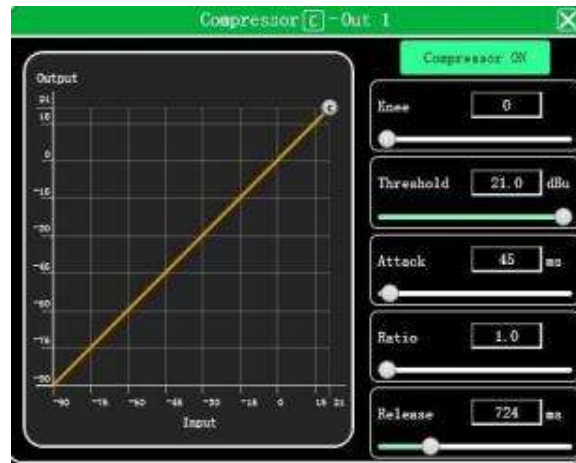 Compressor C -Out 1
Compressor ON
Output
21
15
0
-15
-30
-45
-60
-75
-90
-90 -75 -60 -45 -30 -15 0 15 21
Input
Knee 0
Threshold 21.0 dBu
Attack 45 ms
Ratio 1.0
Release 724 ms